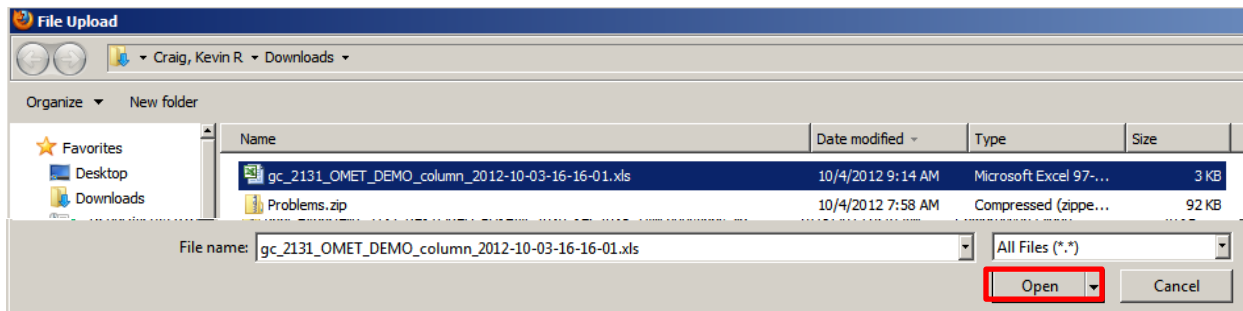 File Upload
Craig, Kevin R Downloads
Organize New folder
Favorites Name Date modified Type Size
Desktop gc_2131_OMET_DEMO_column_2012-10-03-16-16-01.xls 10/4/2012 9:14 AM Microsoft Excel 97-... 3 KB
Downloads Problems.zip 10/4/2012 7:58 AM Compressed (zippe... 92 KB
File name: gc_2131_OMET_DEMO_column_2012-10-03-16-16-01.xls All Files (*.*)
Open Cancel